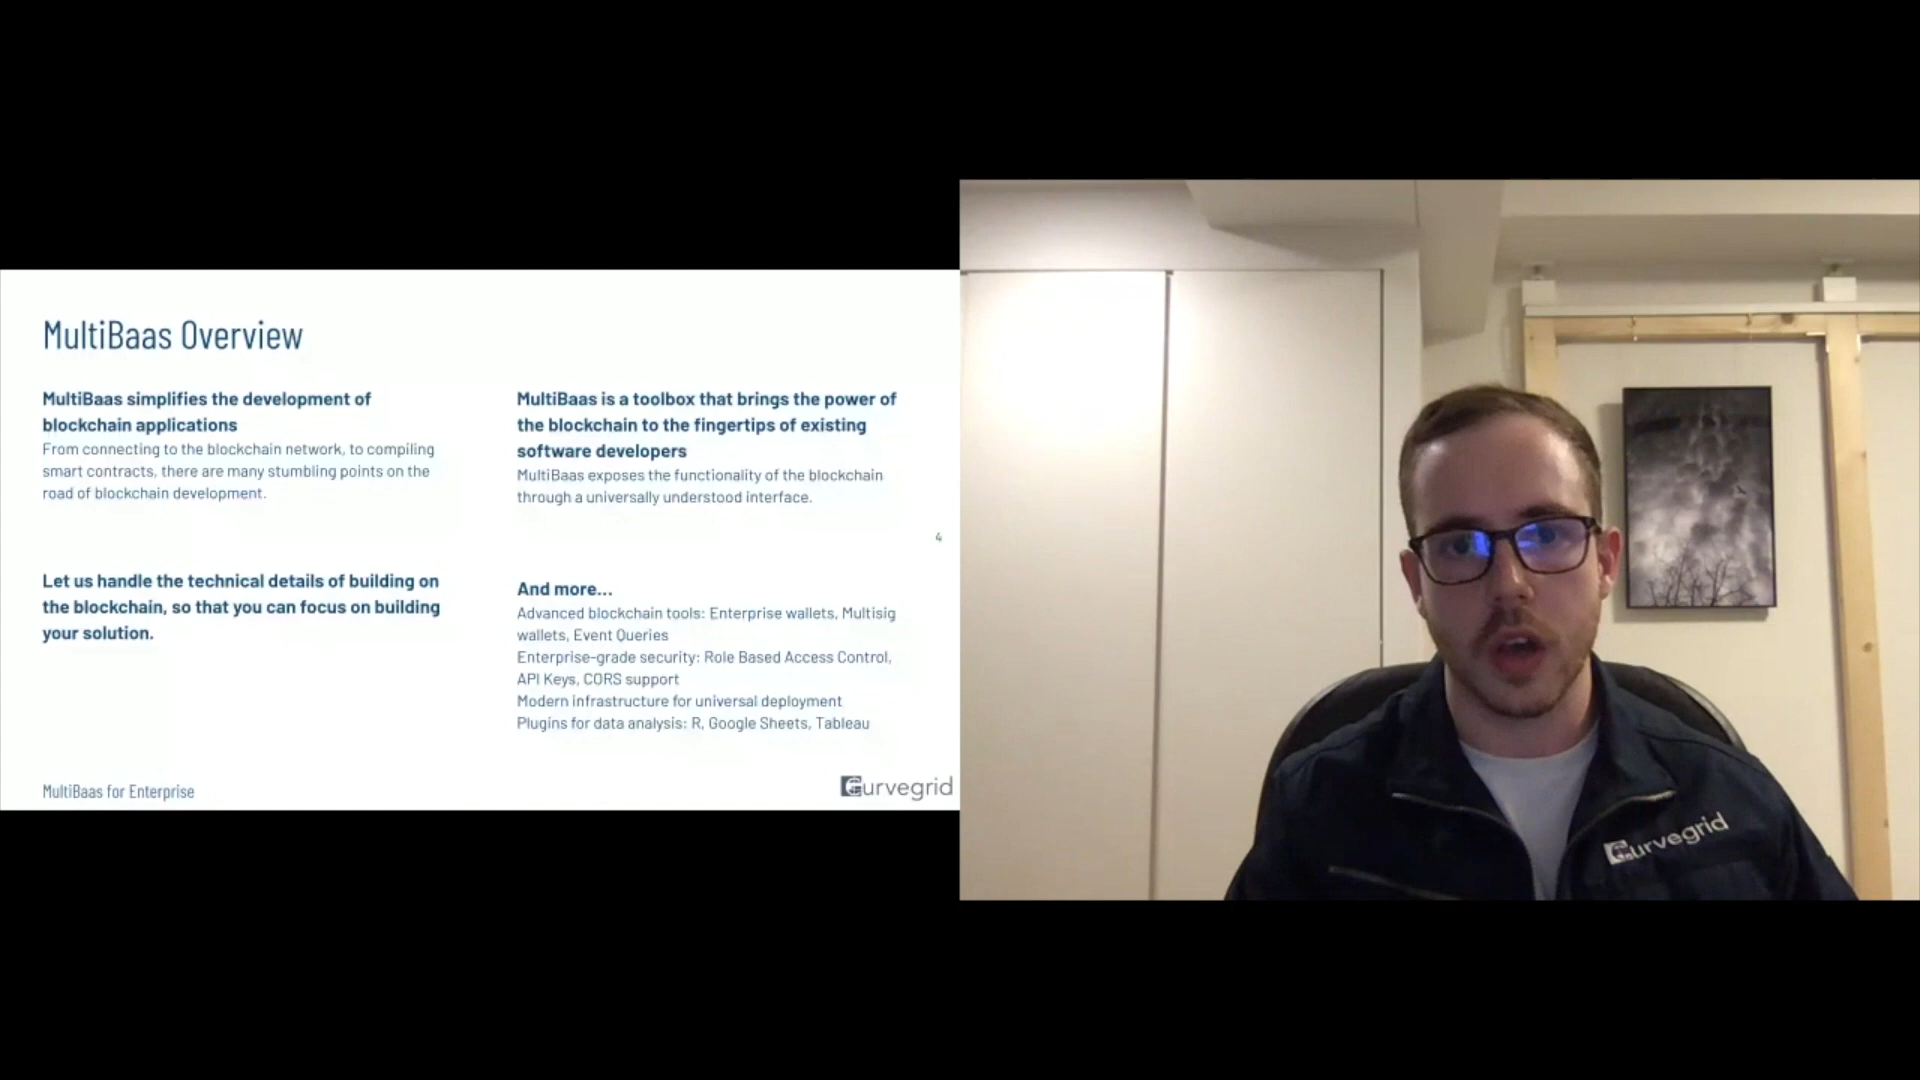 MultiBaas Overview
MultiBaas simplifies the development of
blockchain applications
From connecting to the blockchain network, to compiling
smart contracts, there are many stumbling points on the
road of blockchain development.
Let us handle the technical details of building on
the blockchain, so that you can focus on building
your solution.
MultiBaas is a toolbox that brings the power of
the blockchain to the fingertips of existing
software developers
MultiBaas exposes the functionality of the blockchain
through a universally understood interface.
And more...
Advanced blockchain tools: Enterprise wallets, Multisig
wallets, Event Queries
Enterprise-grade security: Role Based Access Control,
API Keys, CORS support
Modern infrastructure for universal deployment
Plugins for data analysis: R, Google Sheets, Tableau
4
MultiBaas for Enterprise
Curvegrid
Curvegrid